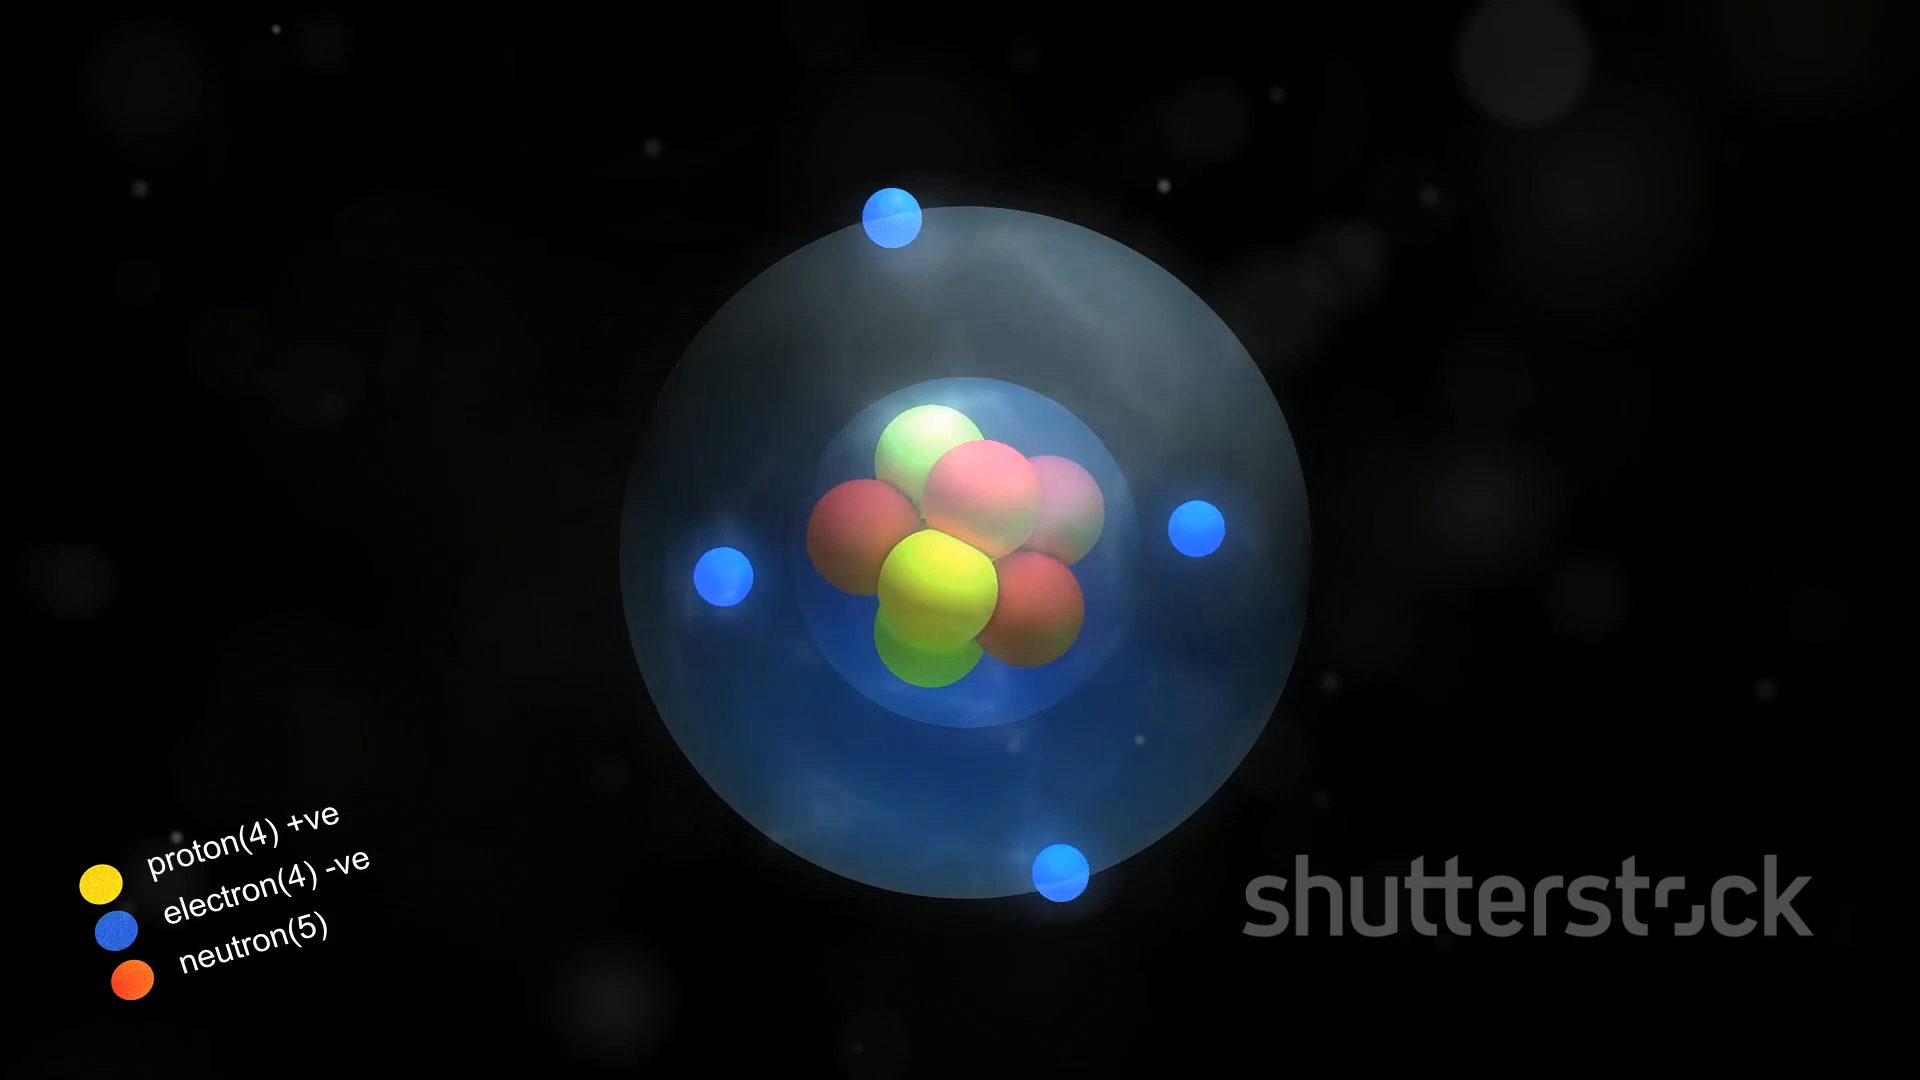 proton(4) +ve
electron(4) -ve
neutron(5)
shutterstock